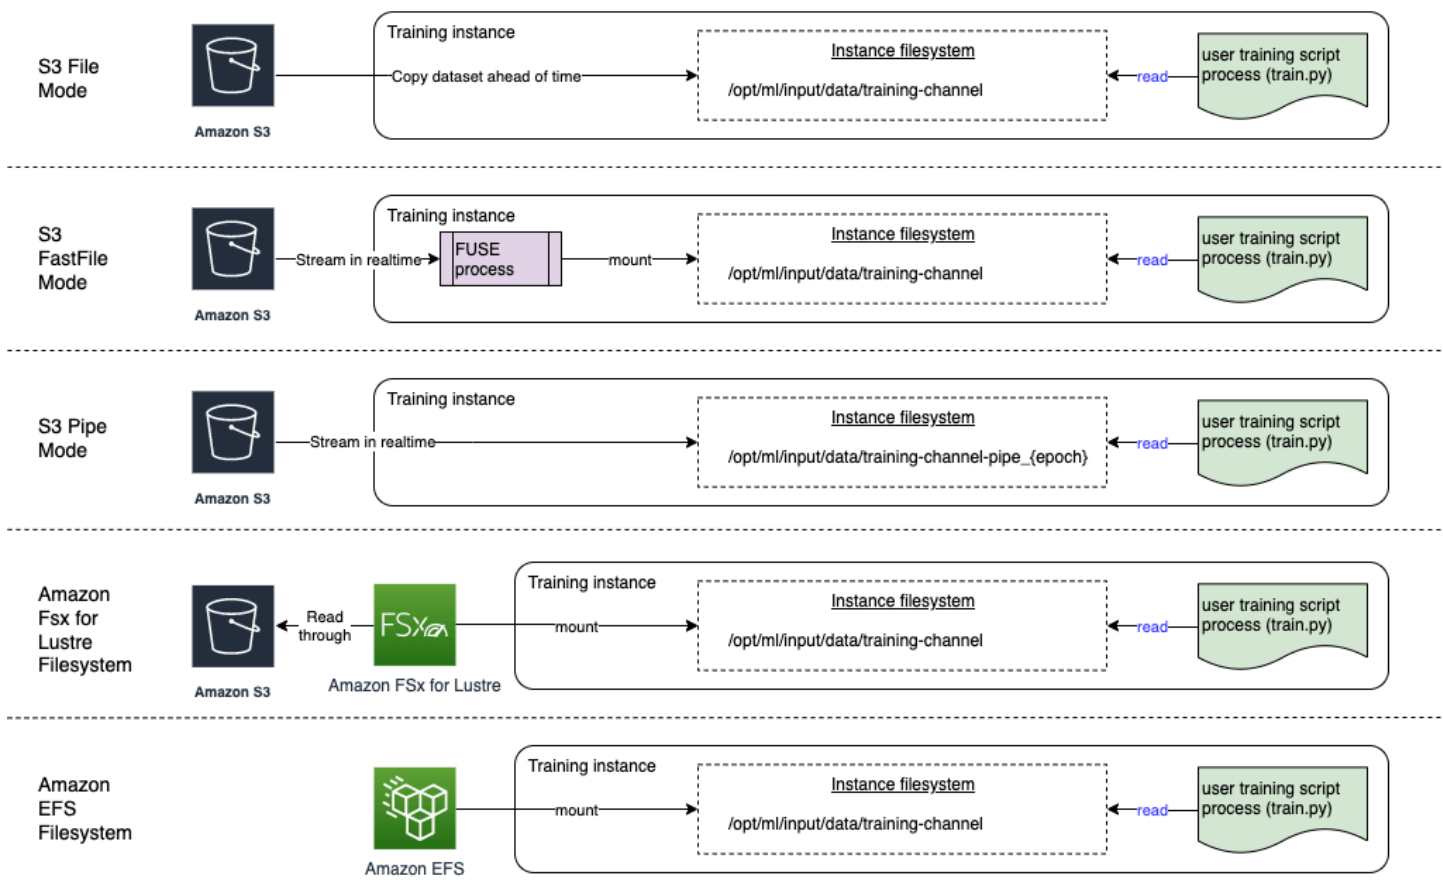 S3 File
Mode
Amazon S3
Training instance
Copy dataset ahead of time
Instance filesystem
/opt/ml/input/data/training-channel
read
user training script
process (train.py)
S3
FastFile
Mode
Amazon S3
Training instance
Stream in realtime
FUSE
process
mount
Instance filesystem
/opt/ml/input/data/training-channel
read
user training script
process (train.py)
S3 Pipe
Mode
Amazon S3
Training instance
Stream in realtime
Instance filesystem
/opt/ml/input/data/training-channel-pipe_{epoch}
read
user training script
process (train.py)
Amazon
Fsx for
Lustre
Filesystem
Amazon S3
Read
through
FSx
Amazon FSx for Lustre
Training instance
mount
Instance filesystem
/opt/ml/input/data/training-channel
read
user training script
process (train.py)
Amazon
EFS
Filesystem
Amazon EFS
Training instance
mount
Instance filesystem
/opt/ml/input/data/training-channel
read
user training script
process (train.py)